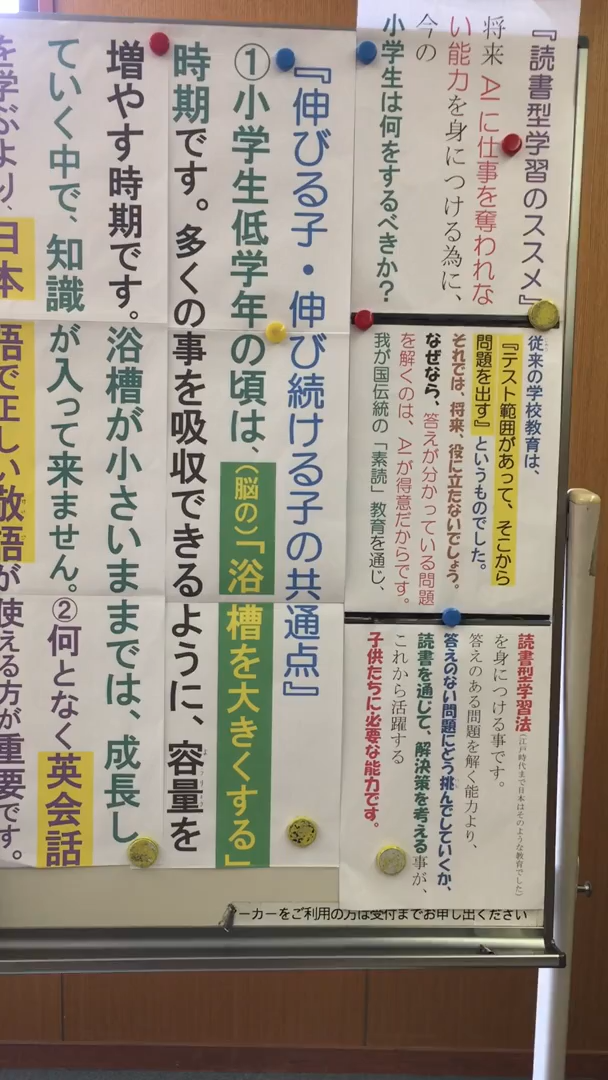 『読書型学習のススメ』
将来AIに仕事を奪われな
い能力を身につける為に、
今の
小学生は何をするべきか？
従来の学校教育は、
『テスト範囲があって、そこから
問題を出す』というものでした。
それでは、将来、役に立たないでしょう。
なぜなら、答えが分かっている問題
を解くのは、AIが得意だからです。
我が国伝統の「素読」教育を通じ、
読書型学習法(江戸時代まで日本はそのような教育でした)
を身につける事です。
答えのある問題を解く能力より、
答えのない問題にどう挑んでしていくか、
読書を通じて、解決策を考える事が、
これから活躍する
子供たちに必要な能力です。
『伸びる子・伸び続ける子の共通点』
①小学生低学年の頃は、(脳の)「浴槽を大きくする」
時期です。多くの事を吸収できるように、容量を
増やす時期です。浴槽が小さいままでは、成長し
ていく中で、知識が入って来ません。②何となく英会話
を学ぶより、日本語で正しい敬語が使える方が重要です。
ーカーをご利用の方は受付までお申し出ください